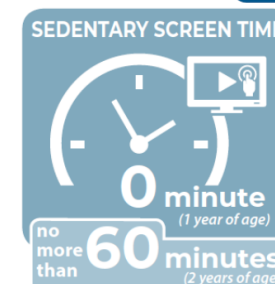 SEDENTARY SCREEN TIM
0 minute
(1 year of age)
no
more
than
60 minutes
(2 years of age